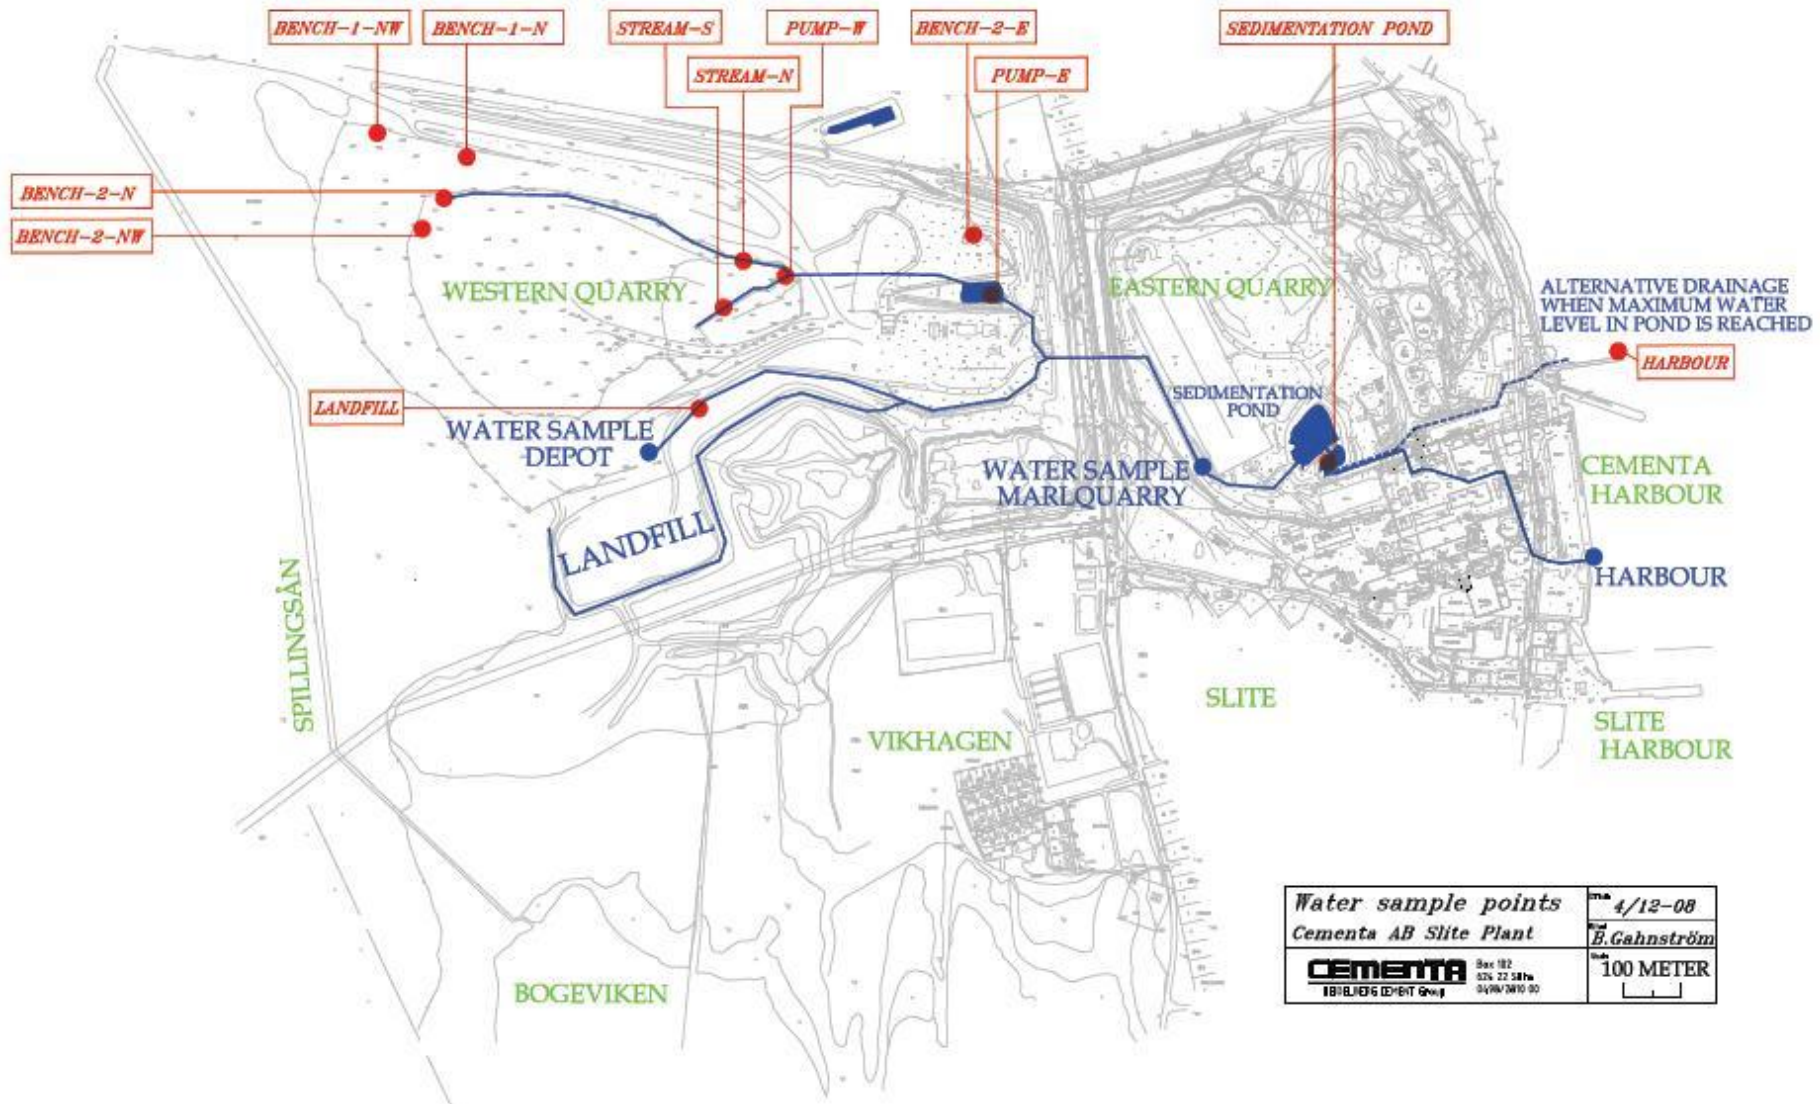 BENCH-1-NW
BENCH-1-N
STREAM-S
PUMP-W
BENCH-2-E
SEDIMENTATION POND
STREAM-N
PUMP-E
BENCH-2-N
BENCH-2-NW
WESTERN QUARRY
EASTERN QUARRY
ALTERNATIVE DRAINAGE
WHEN MAXIMUM WATER
LEVEL IN POND IS REACHED
HARBOUR
LANDFILL
SEDIMENTATION
POND
WATER SAMPLE
DEPOT
WATER SAMPLE
MARLQUARRY
CEMENTA
HARBOUR
LANDFILL
HARBOUR
SPILLINGSÅN
SLITE
VIKHAGEN
SLITE
HARBOUR
BOGEVIKEN
Water sample points
4/12-08
Cementa AB Slite Plant
B.Gahnström
CEMENTA
Box 102
100 METER